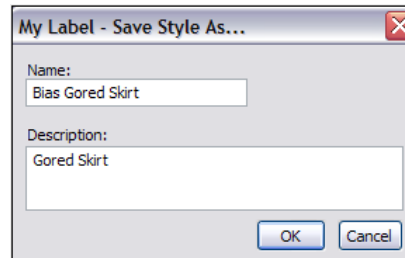 My Label - Save Style As...
Name:
Bias Gored Skirt
Description:
Gored Skirt
OK Cancel